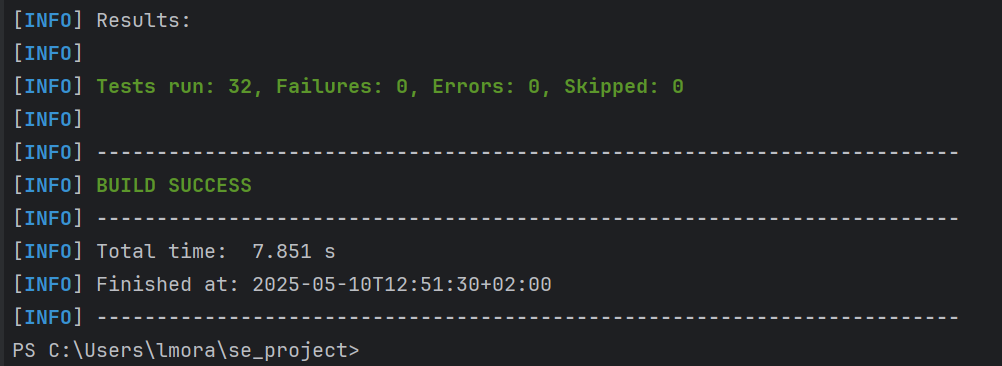 [INFO] Results:
[INFO]
[INFO] Tests run: 32, Failures: 0, Errors: 0, Skipped: 0
[INFO]
[INFO] ------------------------------------------------------------------------
[INFO] BUILD SUCCESS
[INFO] ------------------------------------------------------------------------
[INFO] Total time:  7.851 s
[INFO] Finished at: 2025-05-10T12:51:30+02:00
[INFO] ------------------------------------------------------------------------
PS C:\Users\lmora\se_project>